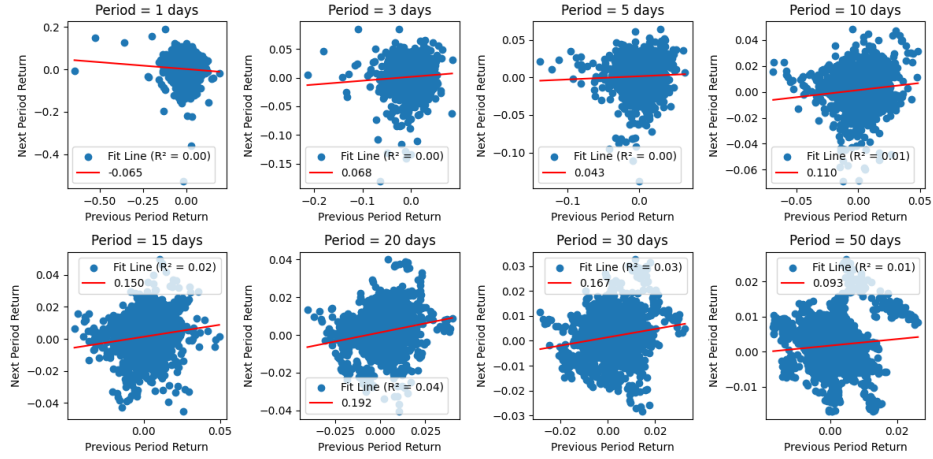 Period = 1 days
Next Period Return
0.2
0.0
−0.2
−0.4
Fit Line (R² = 0.00)
-0.065
−0.50
−0.25
0.00
Previous Period Return
Period = 3 days
Next Period Return
0.05
0.00
−0.05
−0.10
−0.15
Fit Line (R² = 0.00)
0.068
−0.2
−0.1
0.0
Previous Period Return
Period = 5 days
Next Period Return
0.05
0.00
−0.05
−0.10
Fit Line (R² = 0.00)
0.043
−0.1
0.0
Previous Period Return
Period = 10 days
Next Period Return
0.04
0.02
0.00
−0.02
−0.04
−0.06
Fit Line (R² = 0.01)
0.110
−0.05
0.00
0.05
Previous Period Return
Period = 15 days
Next Period Return
0.04
0.02
0.00
−0.02
−0.04
Fit Line (R² = 0.02)
0.150
0.00
0.05
Previous Period Return
Period = 20 days
Next Period Return
0.04
0.02
0.00
−0.02
−0.04
Fit Line (R² = 0.04)
0.192
−0.025
0.000
0.025
Previous Period Return
Period = 30 days
Next Period Return
0.03
0.02
0.01
0.00
−0.01
−0.02
−0.03
Fit Line (R² = 0.03)
0.167
−0.02
0.00
0.02
Previous Period Return
Period = 50 days
Next Period Return
0.02
0.01
0.00
−0.01
Fit Line (R² = 0.01)
0.093
0.00
0.02
Previous Period Return